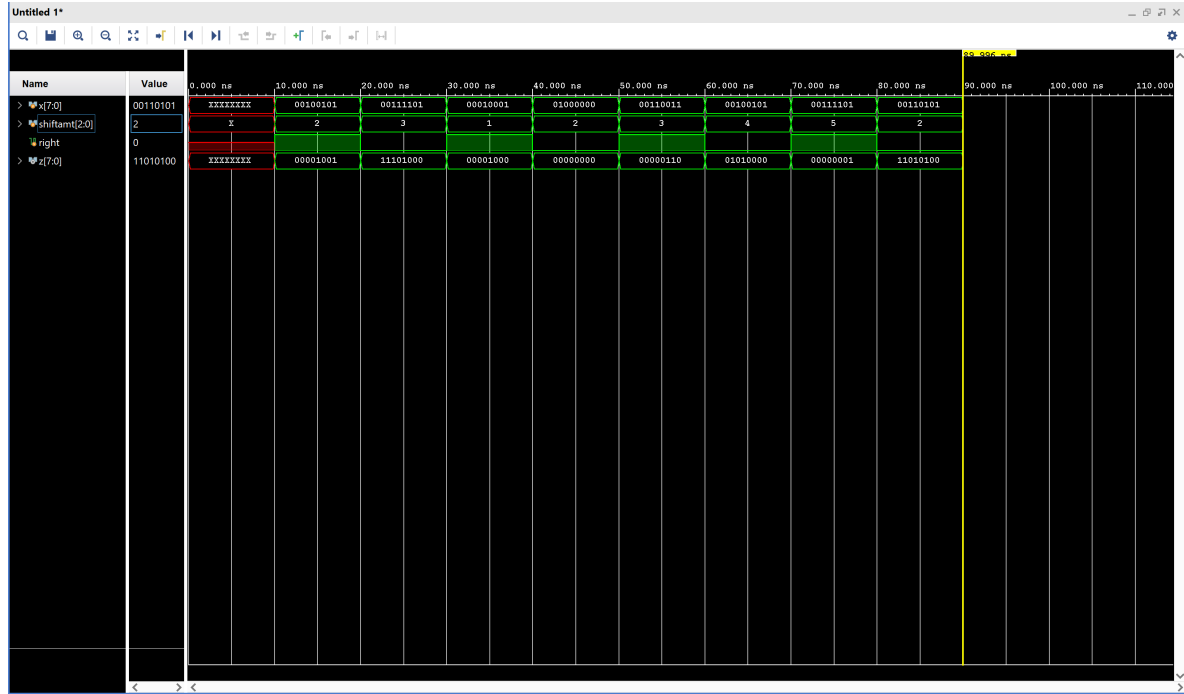 Untitled 1*
89.996 ns
Name Value 0.000 ns 10.000 ns 20.000 ns 30.000 ns 40.000 ns 50.000 ns 60.000 ns 70.000 ns 80.000 ns 90.000 ns 100.000 ns 110.000
x[7:0] 00110101 XXXXXXXX 00100101 00111101 00010001 01000000 00110011 00100101 00111101 00110101
shiftamt[2:0] 2 X 2 3 1 2 3 4 5 2
right 0
z[7:0] 11010100 XXXXXXXX 00001001 11101000 00001000 00000000 00000110 01010000 00000001 11010100